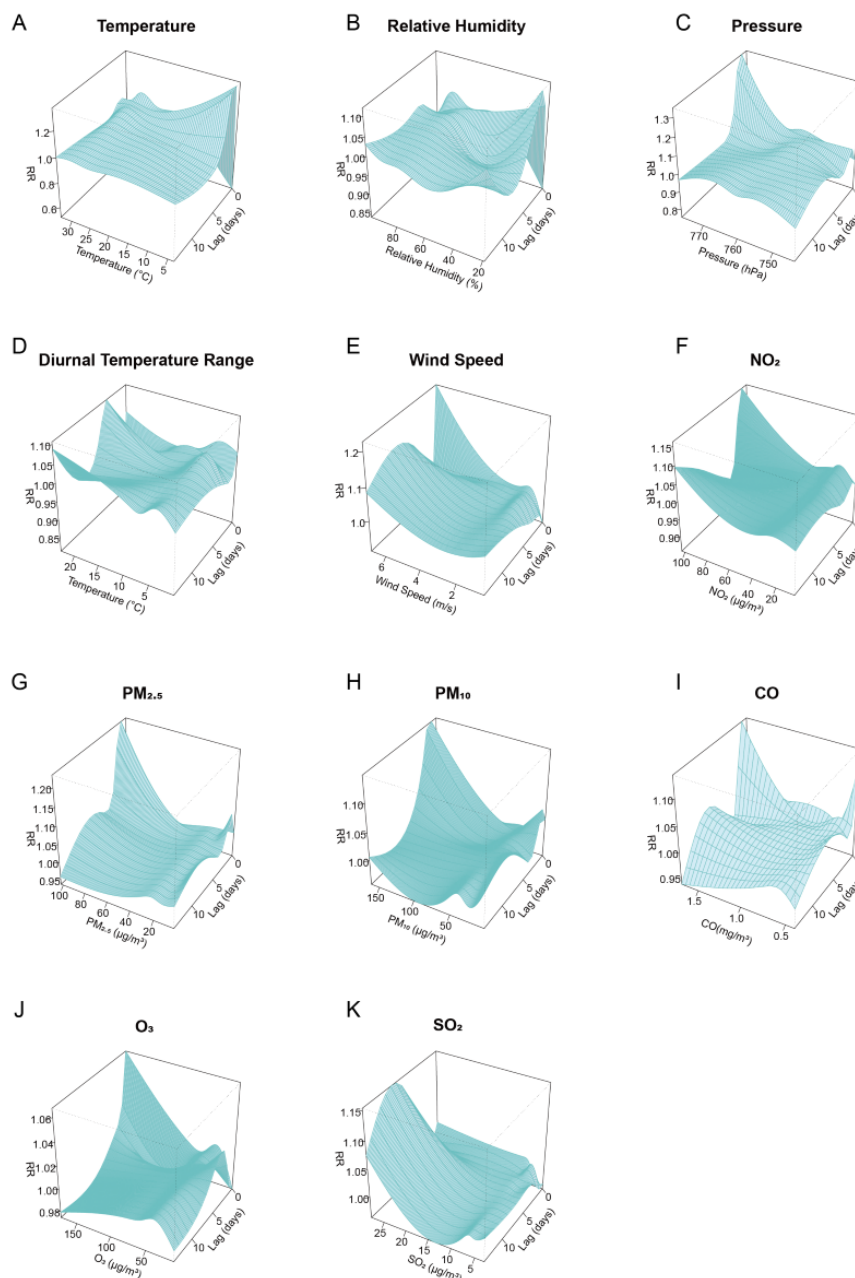 A
Temperature
1.2
1.0
0.8
0.6
RR
30
25
20
15
10
5
Temperature (°C)
10
5
0
Lag (days)
B
Relative Humidity
1.10
1.05
1.00
0.95
0.90
0.85
RR
80
60
40
20
Relative Humidity (%)
10
5
0
Lag (days)
C
Pressure
1.3
1.2
1.1
1.0
0.9
0.8
RR
770
760
750
Pressure (hPa)
10
5
0
Lag (days)
D
Diurnal Temperature Range
1.10
1.05
1.00
0.95
0.90
0.85
RR
20
15
10
5
Temperature (°C)
10
5
0
Lag (days)
E
Wind Speed
1.2
1.1
1.0
RR
6
4
2
Wind Speed (m/s)
10
5
0
Lag (days)
F
NO₂
1.15
1.10
1.05
1.00
0.95
0.90
RR
100
80
60
40
20
NO₂ (μg/m³)
10
5
0
Lag (days)
G
PM₂.₅
1.20
1.15
1.10
1.05
1.00
0.95
RR
100
80
60
40
20
PM₂.₅ (μg/m³)
10
5
0
Lag (days)
H
PM₁₀
1.10
1.05
1.00
RR
150
100
50
PM₁₀ (μg/m³)
10
5
0
Lag (days)
I
CO
1.10
1.05
1.00
0.95
RR
1.5
1.0
0.5
CO(mg/m³)
10
5
0
Lag (days)
J
O₃
1.06
1.04
1.02
1.00
0.98
RR
150
100
50
O₃ (μg/m³)
10
5
0
Lag (days)
K
SO₂
1.15
1.10
1.05
1.00
RR
25
20
15
10
5
SO₂ (μg/m³)
10
5
0
Lag (days)